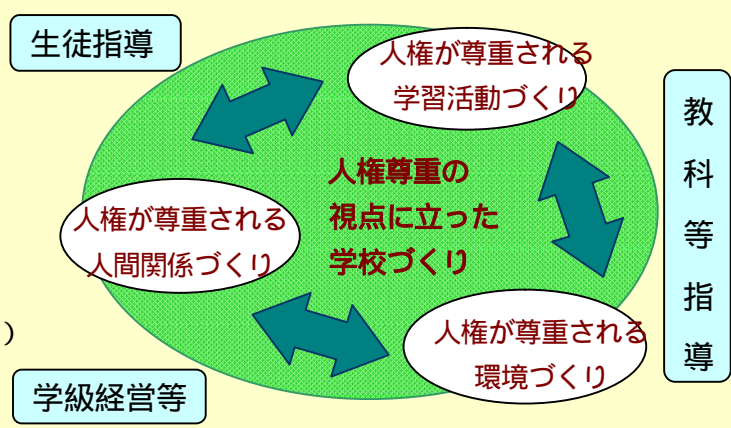 生徒指導
人権が尊重される
学習活動づくり
教科等指導
人権尊重の
視点に立った
学校づくり
人権が尊重される
人間関係づくり
人権が尊重される
環境づくり
）
学級経営等